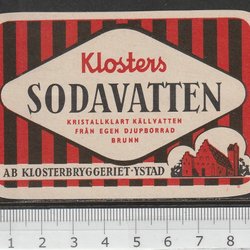 Klosters
SODAVATTEN
KRISTALLKLART KÄLLVATTEN
FRÅN EGEN DJUPBORRAD
BRUNN
AB KLOSTERBRYGGERIET·YSTAD
1 2 3 4 5 6 7 8